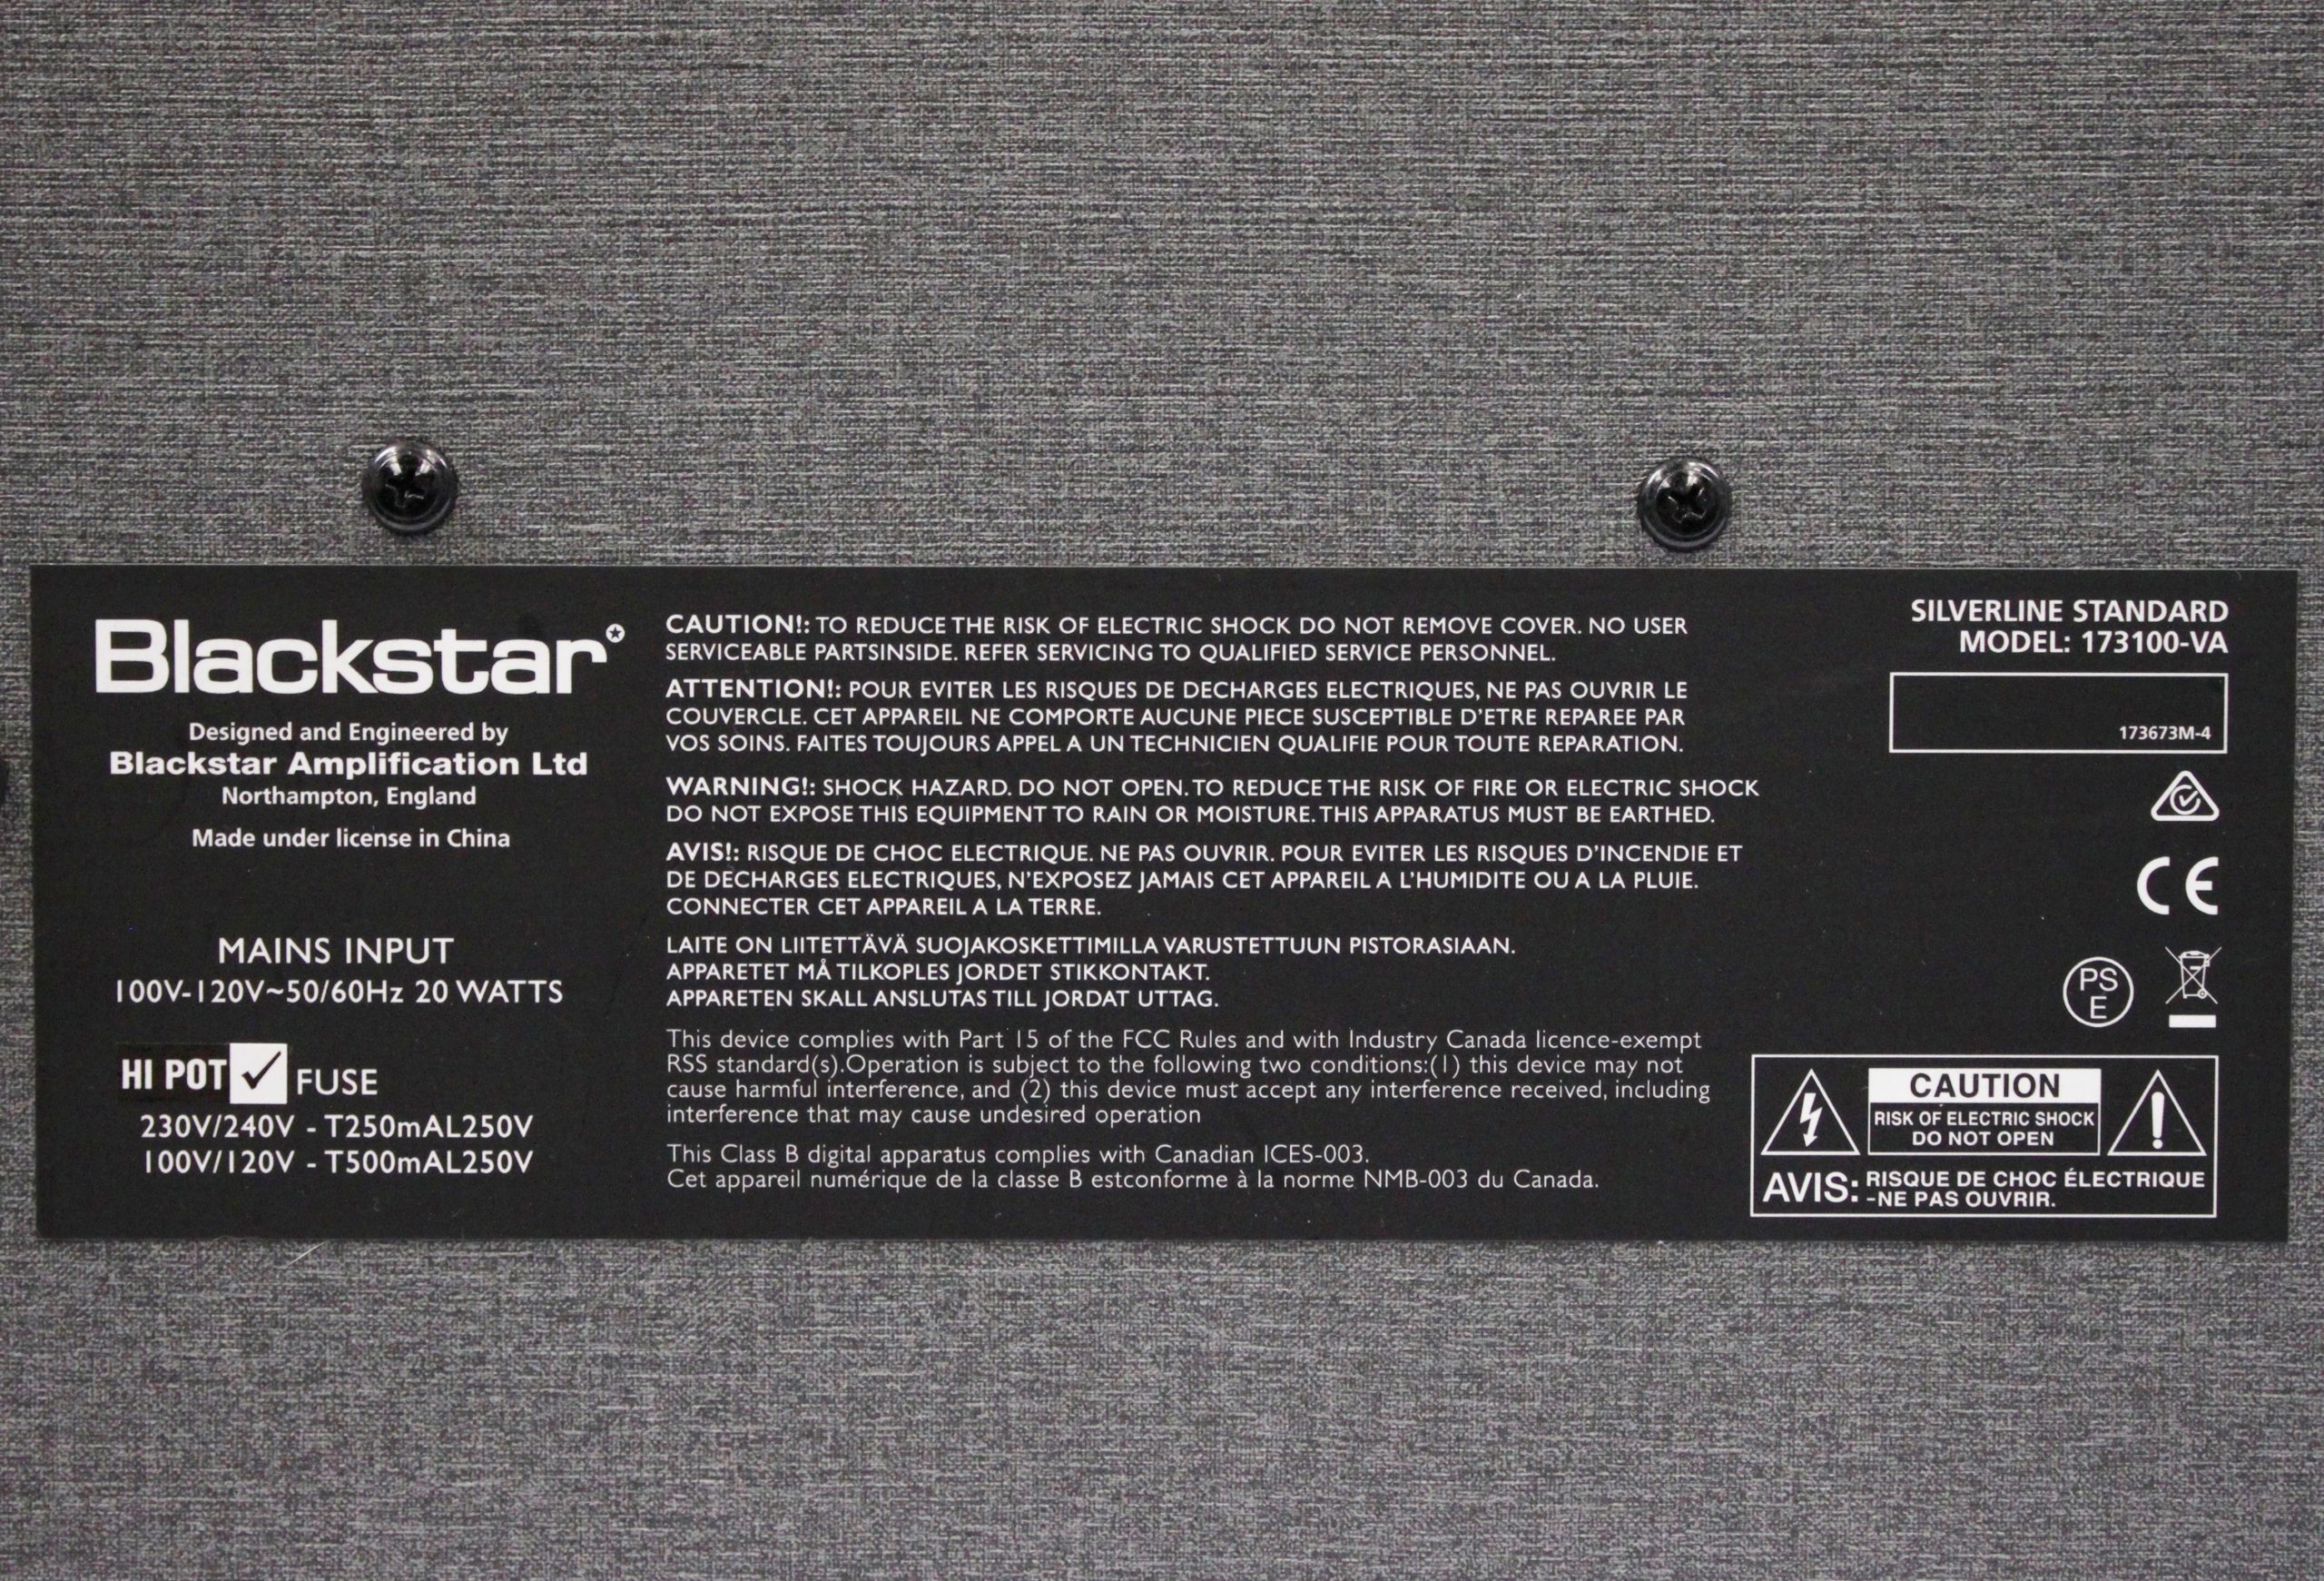 Blackstar
Designed and Engineered by
Blackstar Amplification Ltd
Northampton, England
Made under license in China
MAINS INPUT
100V-120V~50/60Hz 20 WATTS
HI POT ✓ FUSE
230V/240V - T250mAL250V
100V/120V - T500mAL250V
CAUTION!: TO REDUCE THE RISK OF ELECTRIC SHOCK DO NOT REMOVE COVER. NO USER
SERVICEABLE PARTSINSIDE. REFER SERVICING TO QUALIFIED SERVICE PERSONNEL.
ATTENTION!: POUR EVITER LES RISQUES DE DECHARGES ELECTRIQUES, NE PAS OUVRIR LE
COUVERCLE. CET APPAREIL NE COMPORTE AUCUNE PIECE SUSCEPTIBLE D'ETRE REPAREE PAR
VOS SOINS. FAITES TOUJOURS APPEL A UN TECHNICIEN QUALIFIE POUR TOUTE REPARATION.
WARNING!: SHOCK HAZARD. DO NOT OPEN. TO REDUCE THE RISK OF FIRE OR ELECTRIC SHOCK
DO NOT EXPOSE THIS EQUIPMENT TO RAIN OR MOISTURE. THIS APPARATUS MUST BE EARTHED.
AVIS!: RISQUE DE CHOC ELECTRIQUE. NE PAS OUVRIR. POUR EVITER LES RISQUES D'INCENDIE ET
DE DECHARGES ELECTRIQUES, N'EXPOSEZ JAMAIS CET APPAREIL A L'HUMIDITE OU A LA PLUIE.
CONNECTER CET APPAREIL A LA TERRE.
LAITE ON LIITETTÄVÄ SUOJAKOSKETTIMILLA VARUSTETTUUN PISTORASIAAN.
APPARETET MÅ TILKOPLES JORDET STIKKONTAKT.
APPARETEN SKALL ANSLUTAS TILL JORDAT UTTAG.
This device complies with Part 15 of the FCC Rules and with Industry Canada licence-exempt
RSS standard(s).Operation is subject to the following two conditions:(1) this device may not
cause harmful interference, and (2) this device must accept any interference received, including
interference that may cause undesired operation
This Class B digital apparatus complies with Canadian ICES-003.
Cet appareil numérique de la classe B estconforme à la norme NMB-003 du Canada.
SILVERLINE STANDARD
MODEL: 173100-VA
173673M-4
CE
PS
E
CAUTION
RISK OF ELECTRIC SHOCK
DO NOT OPEN
AVIS: RISQUE DE CHOC ÉLECTRIQUE
-NE PAS OUVRIR.